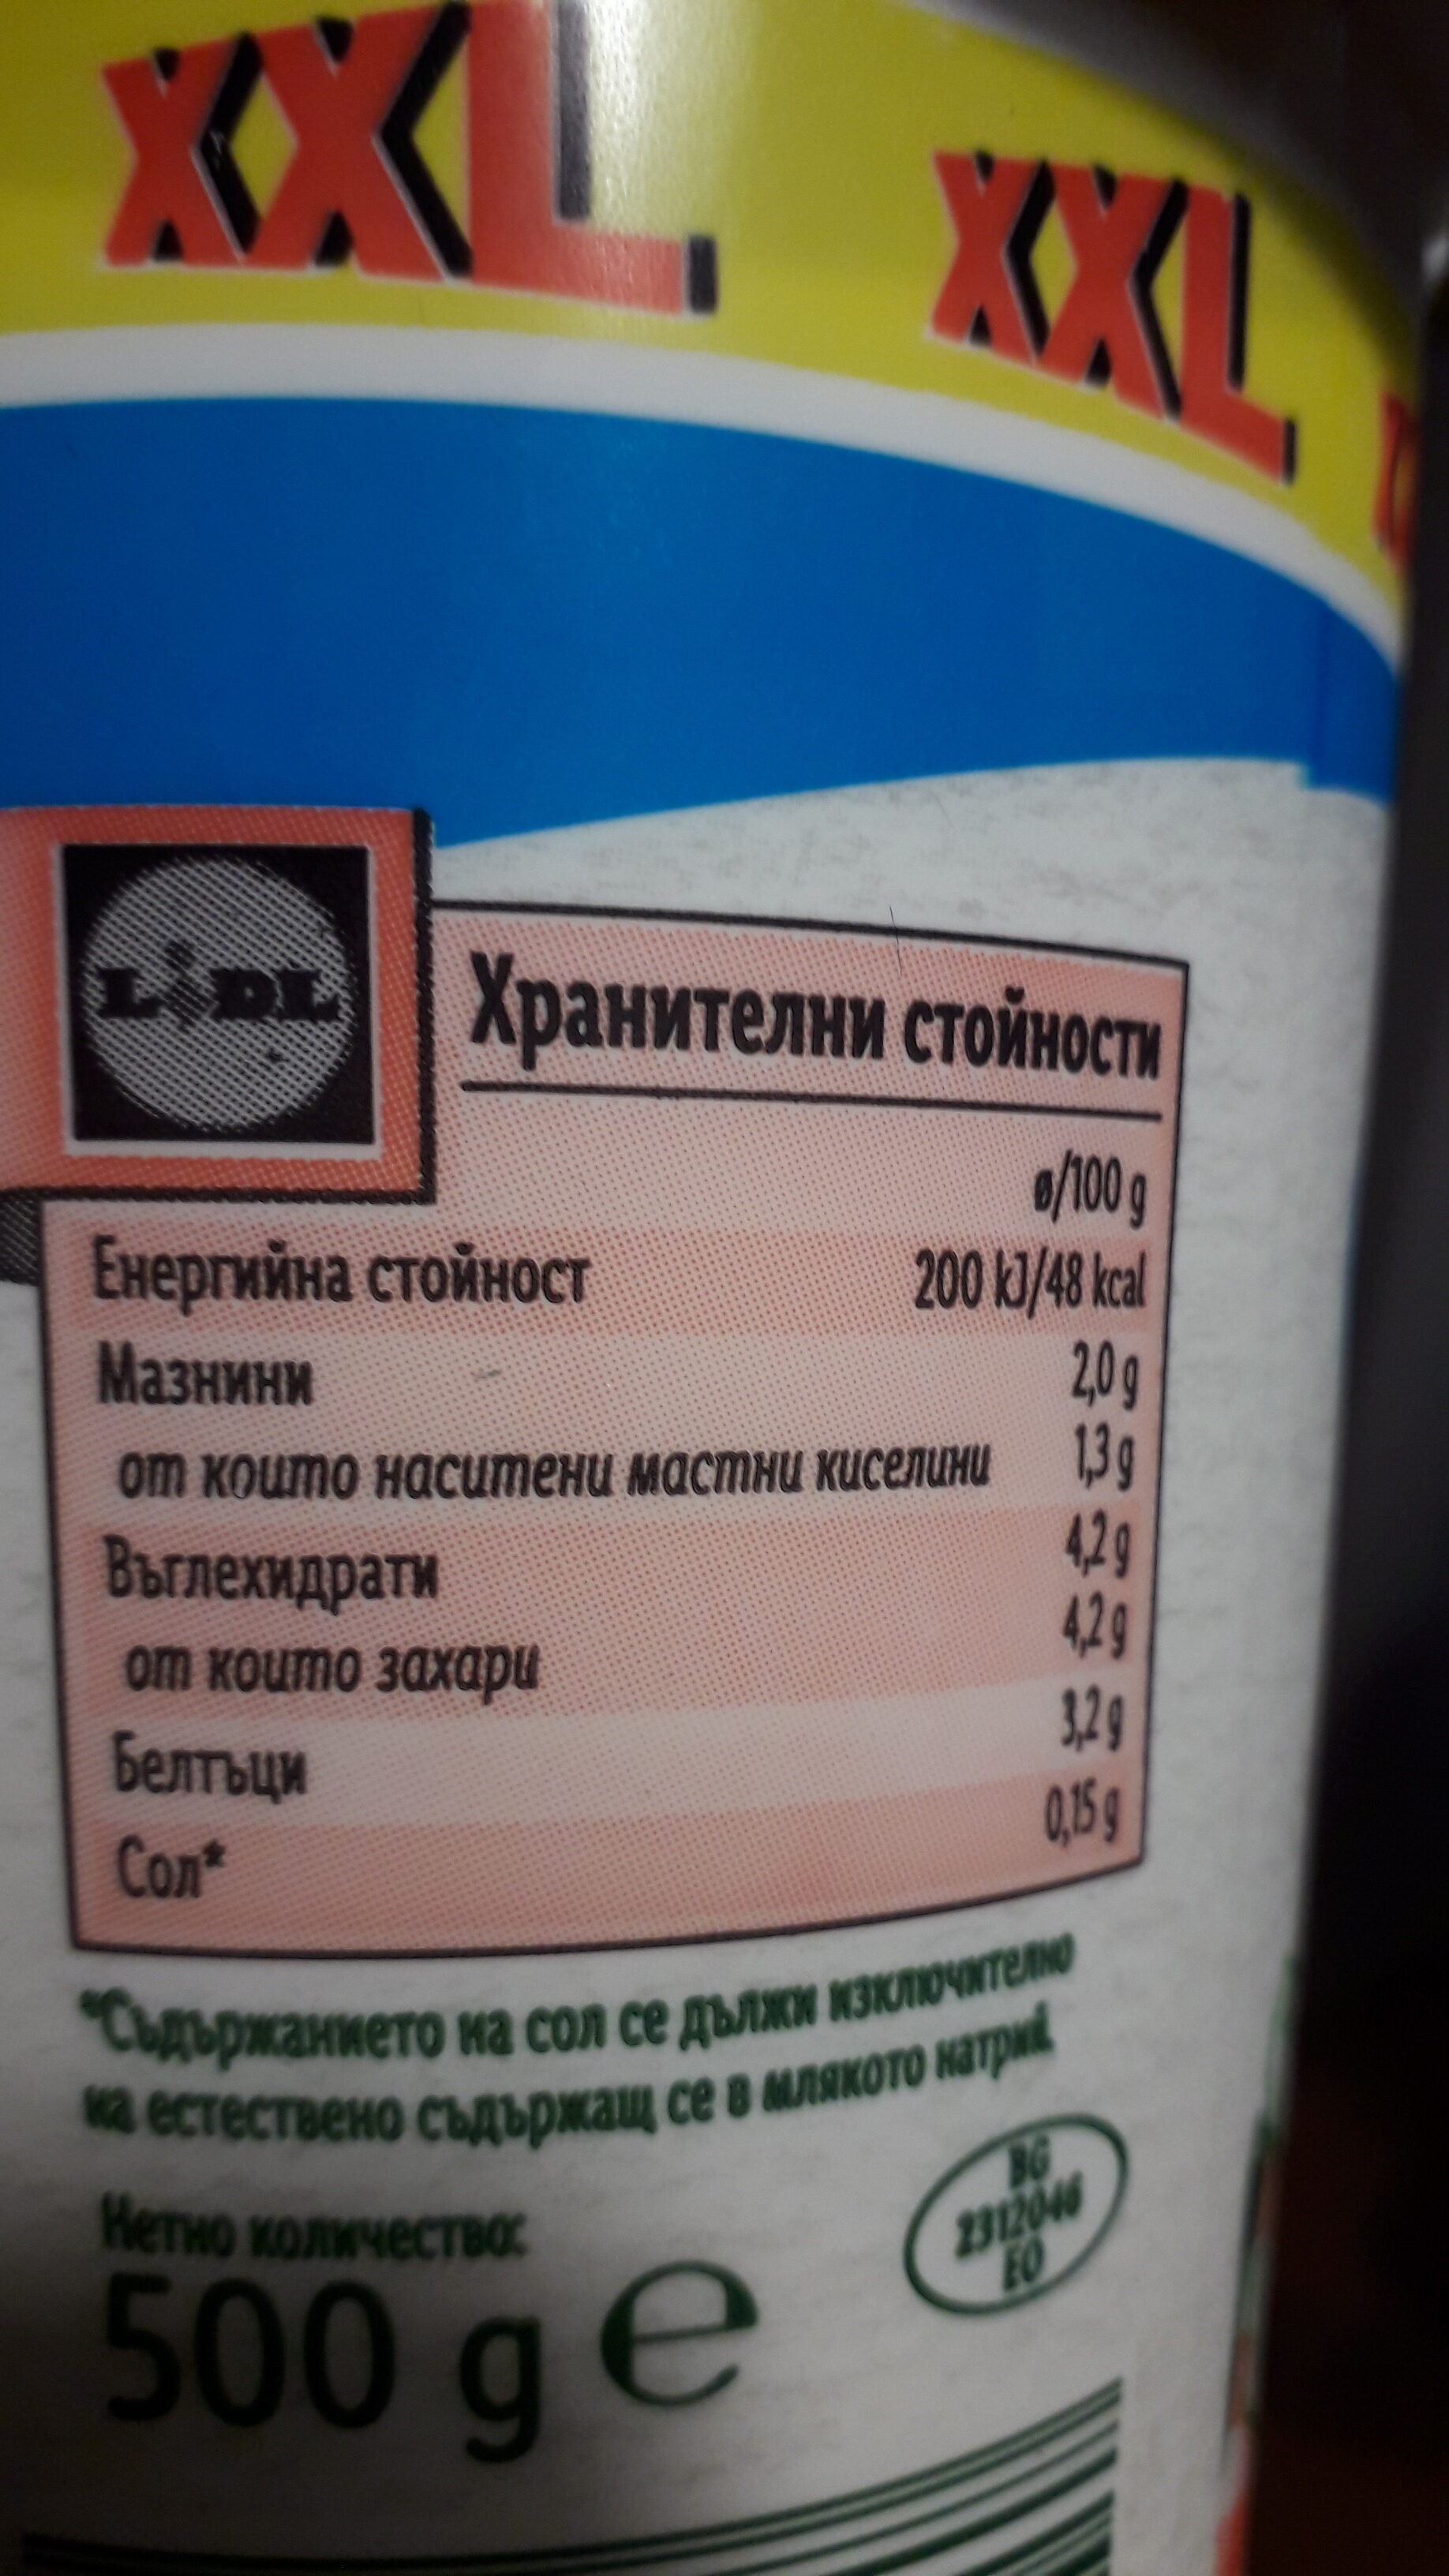 XXL XXL
LIDL
Хранителни стойности
ø/100 g
Енергийна стойност 200 kJ/48 kcal
Мазнини 2,0 g
от които наситени мастни киселини 1,3 g
Въглехидрати 4,2 g
от които захари 4,2 g
Белтъци 3,2 g
Сол* 0,15 g
*Съдържанието на сол се дължи изключително
на естествено съдържащ се в млякото натрий.
Нетно количество:
500 g e
BG
2312046
EO